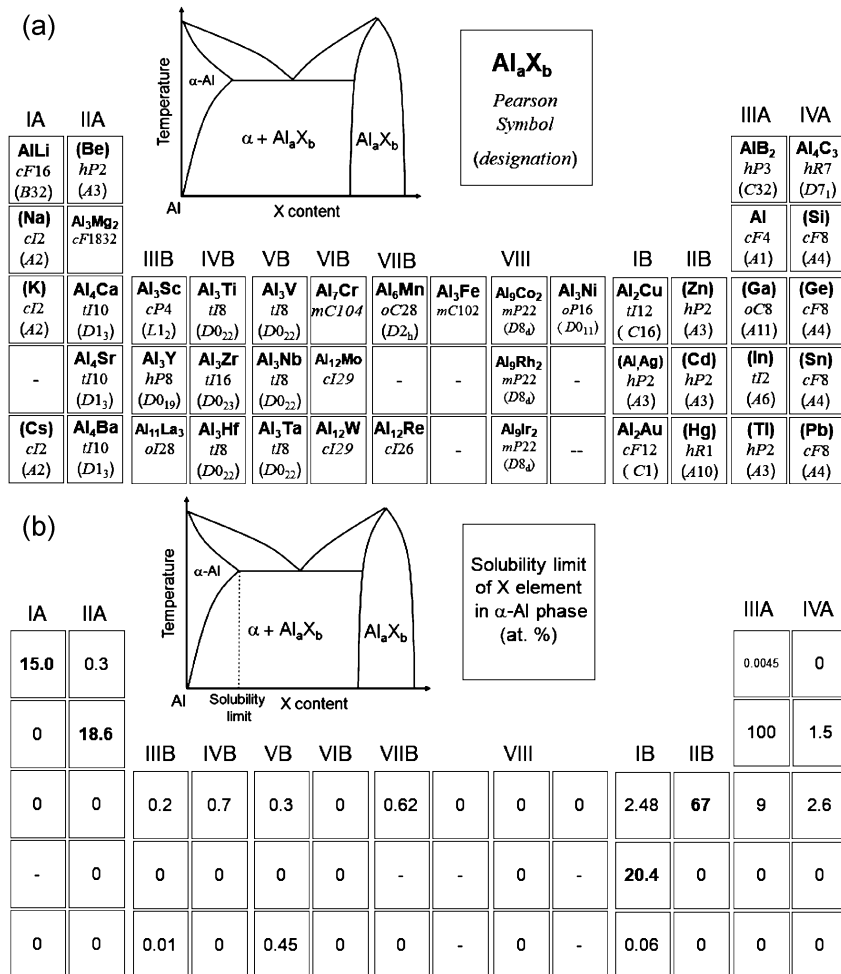 (a)
Temperature
α-Al
α + AlaXb
AlaXb
Al
X content
AlaXb
Pearson
Symbol
(designation)
IA IIA IIIA IVA
AlLi (Be) AlB2 Al4C3
cF16 hP2 hP3 hR7
(B32) (A3) (C32) (D71)
(Na) Al3Mg2 Al (Si)
cI2 cF1832 cF4 cF8
(A2) (A1) (A4)
IIIB IVB VB VIB VIIB VIII IB IIB
(K) Al4Ca Al3Sc Al3Ti Al3V Al7Cr Al6Mn Al3Fe Al9Co2 Al3Ni Al2Cu (Zn) (Ga) (Ge)
cI2 tI10 cP4 tI8 tI8 mC104 oC28 mC102 mP22 oP16 tI12 hP2 oC8 cF8
(A2) (D13) (L12) (D022) (D022) (D2h) (D8d) (D011) (C16) (A3) (A11) (A4)
- Al4Sr Al3Y Al3Zr Al3Nb Al12Mo - - Al9Rh2 - (Al,Ag) (Cd) (In) (Sn)
tI10 hP8 tI16 tI8 cI29 mP22 hP2 hP2 tI2 cF8
(D13) (D019) (D023) (D022) (D8d) (A3) (A3) (A6) (A4)
(Cs) Al4Ba Al11La3 Al3Hf Al3Ta Al12W Al12Re - Al9Ir2 -- Al2Au (Hg) (Tl) (Pb)
cI2 tI10 oI28 tI8 tI8 cI29 cI26 mP22 cF12 hR1 hP2 cF8
(A2) (D13) (D022) (D022) (D8d) (C1) (A10) (A3) (A4)
(b)
Temperature
α-Al
α + AlaXb
AlaXb
Al
Solubility
limit
X content
Solubility limit
of X element
in α-Al phase
(at. %)
IA IIA IIIA IVA
15.0 0.3 0.0045 0
0 18.6 100 1.5
IIIB IVB VB VIB VIIB VIII IB IIB
0 0 0.2 0.7 0.3 0 0.62 0 0 0 2.48 67 9 2.6
- 0 0 0 0 0 - - 0 - 20.4 0 0 0
0 0 0.01 0 0.45 0 0 - 0 - 0.06 0 0 0